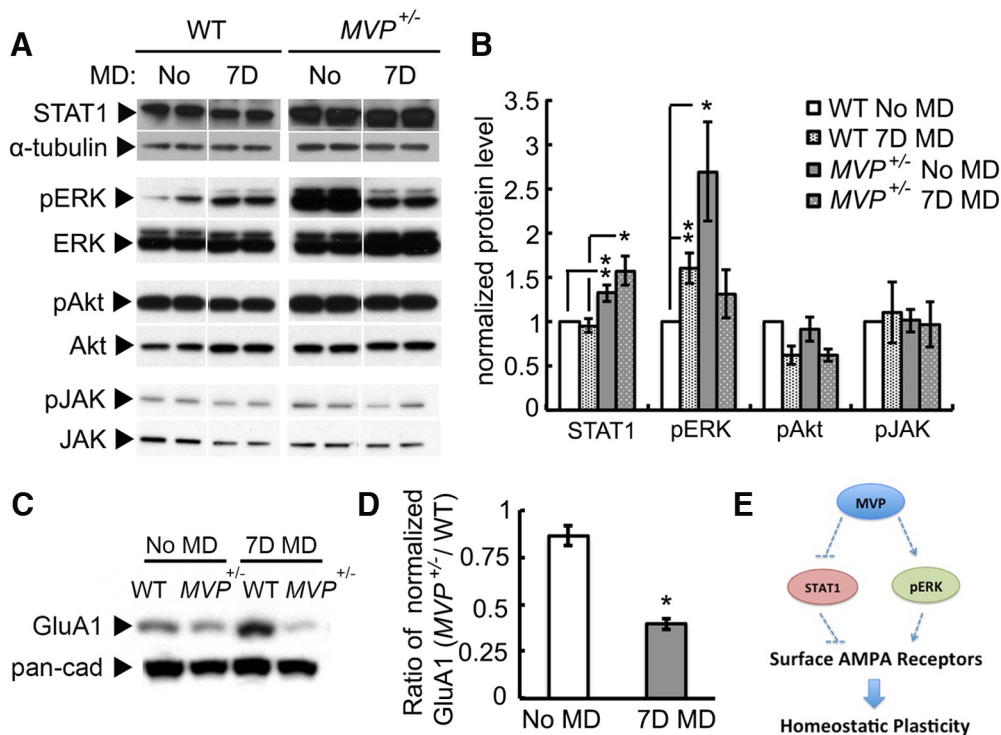 A
WT
MVP+/-
MD: No 7D No 7D
STAT1
α-tubulin
pERK
ERK
pAkt
Akt
pJAK
JAK
B
normalized protein level
3.5
3
2.5
2
1.5
1
0.5
0
* ** ** * *
STAT1 pERK pAkt pJAK
WT No MD
WT 7D MD
MVP+/- No MD
MVP+/- 7D MD
C
No MD 7D MD
WT MVP+/- WT MVP+/-
GluA1
pan-cad
D
Ratio of normalized
GluA1 (MVP+/-/ WT)
1
0.75
0.5
0.25
0
*
No MD 7D MD
E
MVP
STAT1
pERK
Surface AMPA Receptors
Homeostatic Plasticity